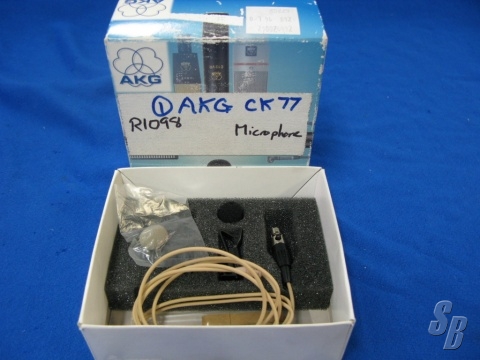 AKG
① AKG CK77
R1098
Microphone
SB